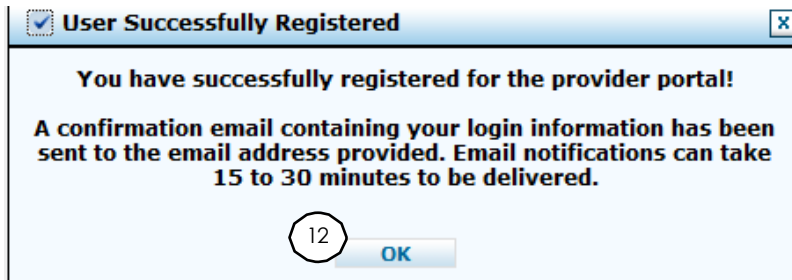 User Successfully Registered
x
You have successfully registered for the provider portal!
A confirmation email containing your login information has been
sent to the email address provided. Email notifications can take
15 to 30 minutes to be delivered.
12
OK